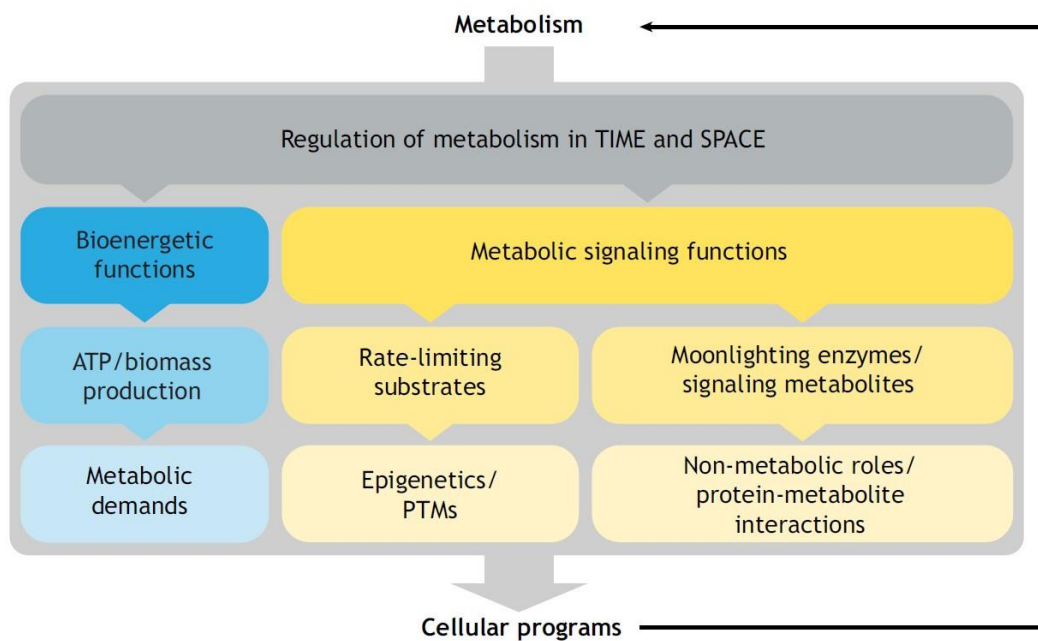 Metabolism
Regulation of metabolism in TIME and SPACE
Bioenergetic
functions
Metabolic signaling functions
ATP/biomass
production
Rate-limiting
substrates
Moonlighting enzymes/
signaling metabolites
Metabolic
demands
Epigenetics/
PTMs
Non-metabolic roles/
protein-metabolite
interactions
Cellular programs